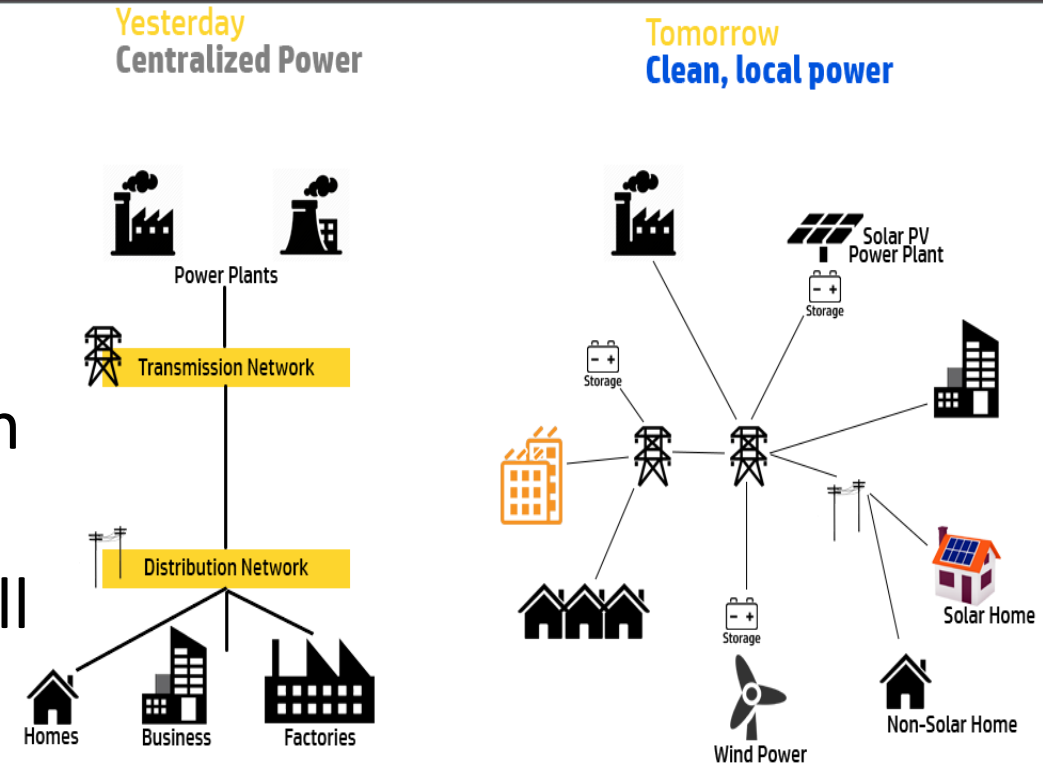 Yesterday
Centralized Power
Power Plants
Transmission Network
Distribution Network
Homes
Business
Factories
n
ll
Tomorrow
Clean, local power
Solar PV
Power Plant
Storage
Storage
Storage
Solar Home
Non-Solar Home
Wind Power